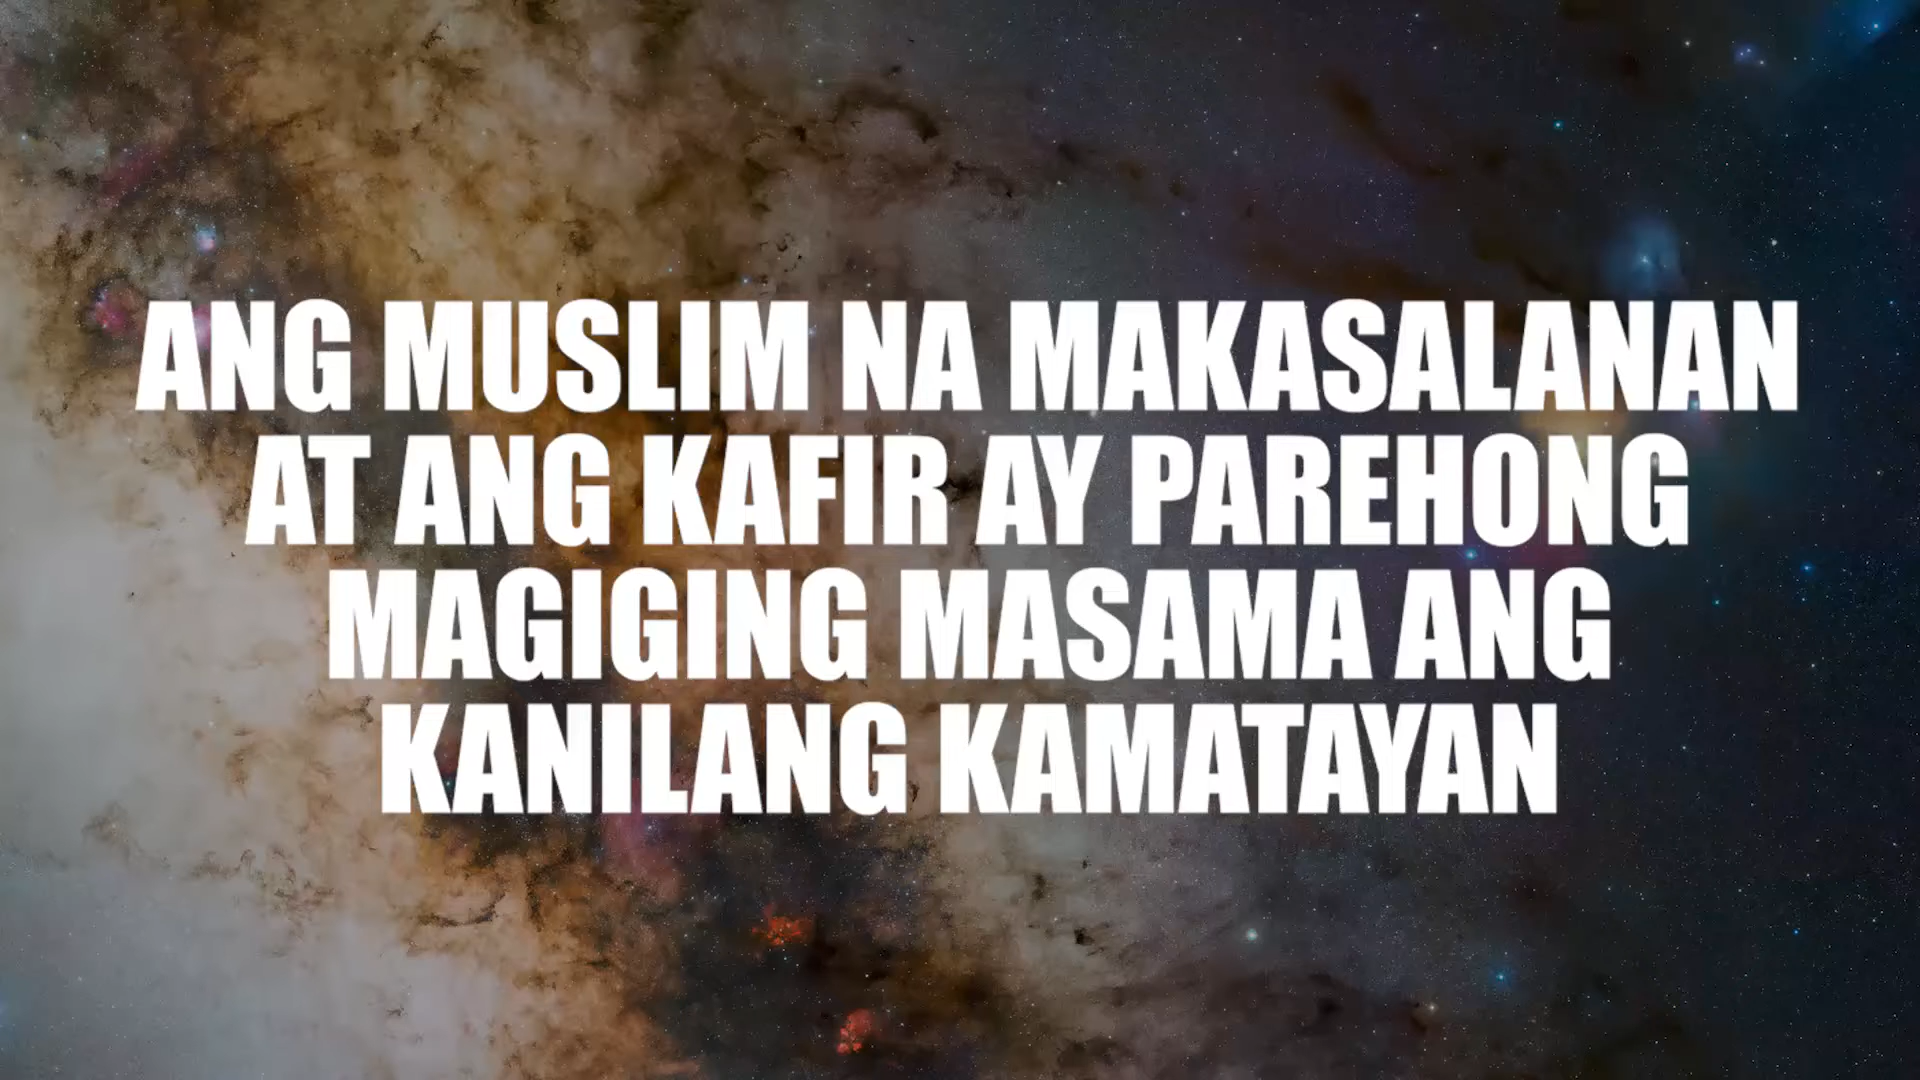 ANG MUSLIM NA MAKASALANAN
AT ANG KAFIR AY PAREHONG
MAGIGING MASAMA ANG
KANILANG KAMATAYAN